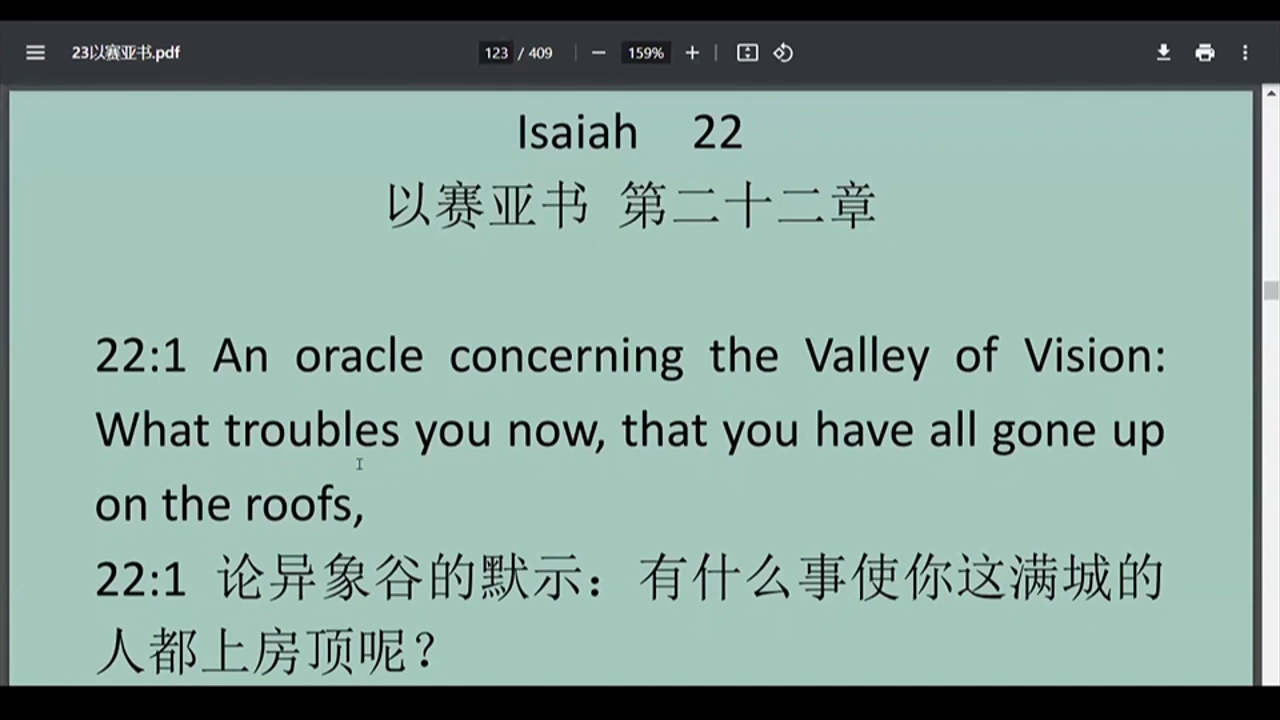 23以赛亚书.pdf
123 / 409
159%
Isaiah 22
以赛亚书 第二十二章
22:1 An oracle concerning the Valley of Vision:
What troubles you now, that you have all gone up
on the roofs,
22:1 论异象谷的默示：有什么事使你这满城的
人都上房顶呢？